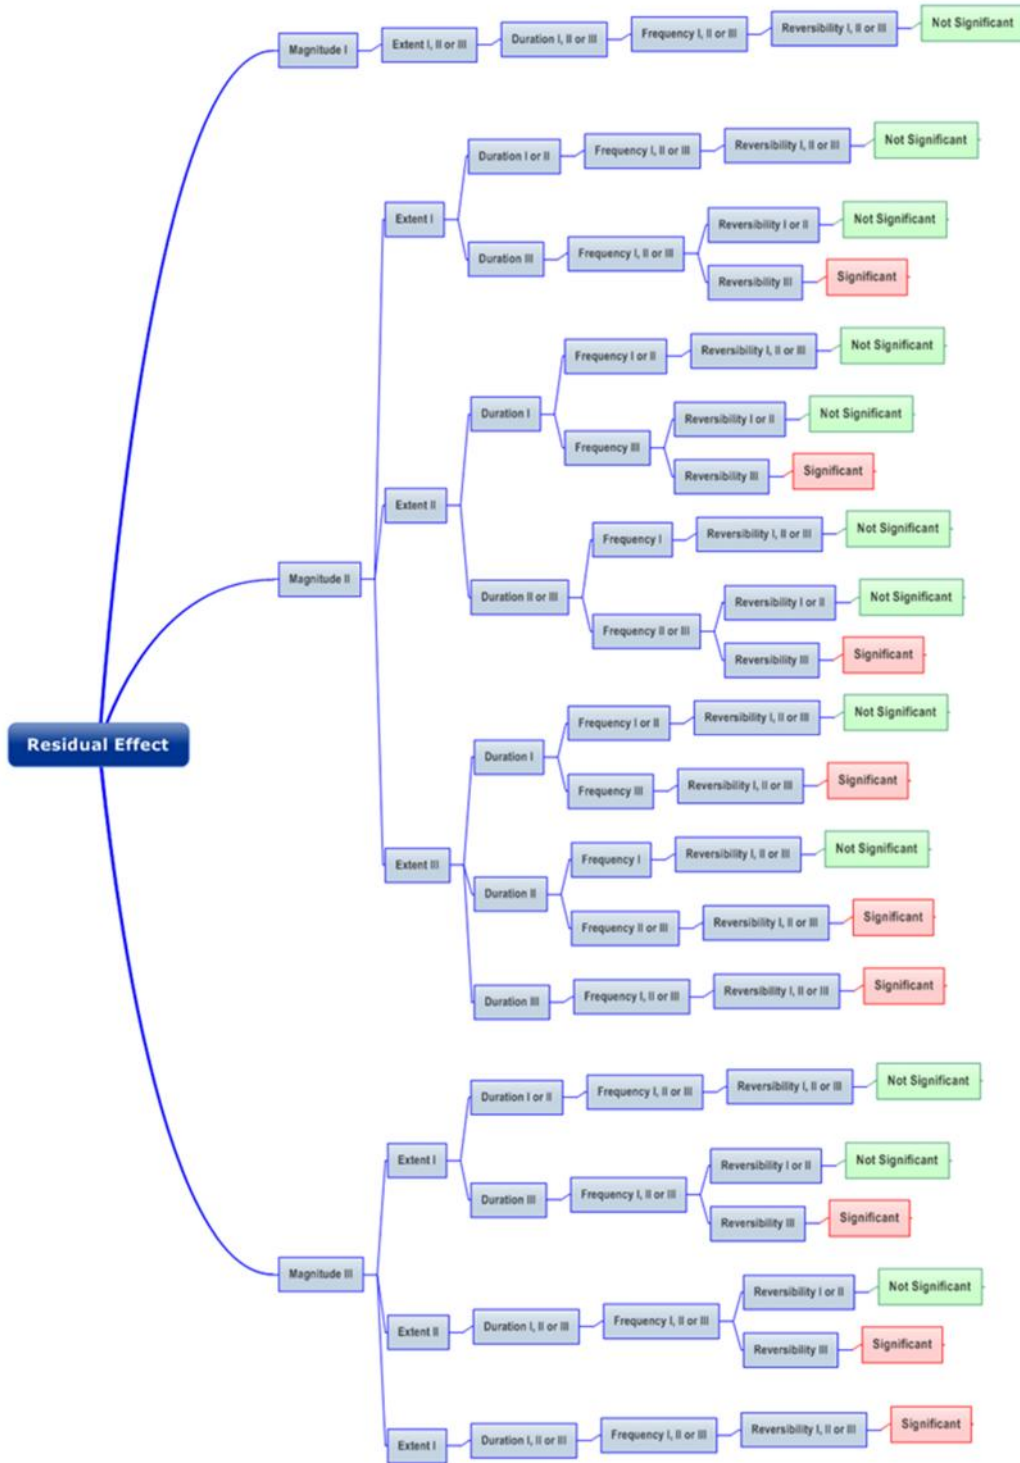 Residual Effect
Magnitude I
Extent I, II or III
Duration I, II or III
Frequency I, II or III
Reversibility I, II or III
Not Significant
Magnitude II
Extent I
Duration I or II
Frequency I, II or III
Reversibility I, II or III
Not Significant
Duration III
Frequency I, II or III
Reversibility I or II
Not Significant
Reversibility III
Significant
Extent II
Duration I
Frequency I or II
Reversibility I, II or III
Not Significant
Frequency III
Reversibility I or II
Not Significant
Reversibility III
Significant
Duration II or III
Frequency I
Reversibility I, II or III
Not Significant
Frequency II or III
Reversibility I or II
Not Significant
Reversibility III
Significant
Extent III
Duration I
Frequency I or II
Reversibility I, II or III
Not Significant
Frequency III
Reversibility I, II or III
Significant
Duration II
Frequency I
Reversibility I, II or III
Not Significant
Frequency II or III
Reversibility I, II or III
Significant
Duration III
Frequency I, II or III
Reversibility I, II or III
Significant
Magnitude III
Extent I
Duration I or II
Frequency I, II or III
Reversibility I, II or III
Not Significant
Duration III
Frequency I, II or III
Reversibility I or II
Not Significant
Reversibility III
Significant
Extent II
Duration I, II or III
Frequency I, II or III
Reversibility I or II
Not Significant
Reversibility III
Significant
Extent I
Duration I, II or III
Frequency I, II or III
Reversibility I, II or III
Significant